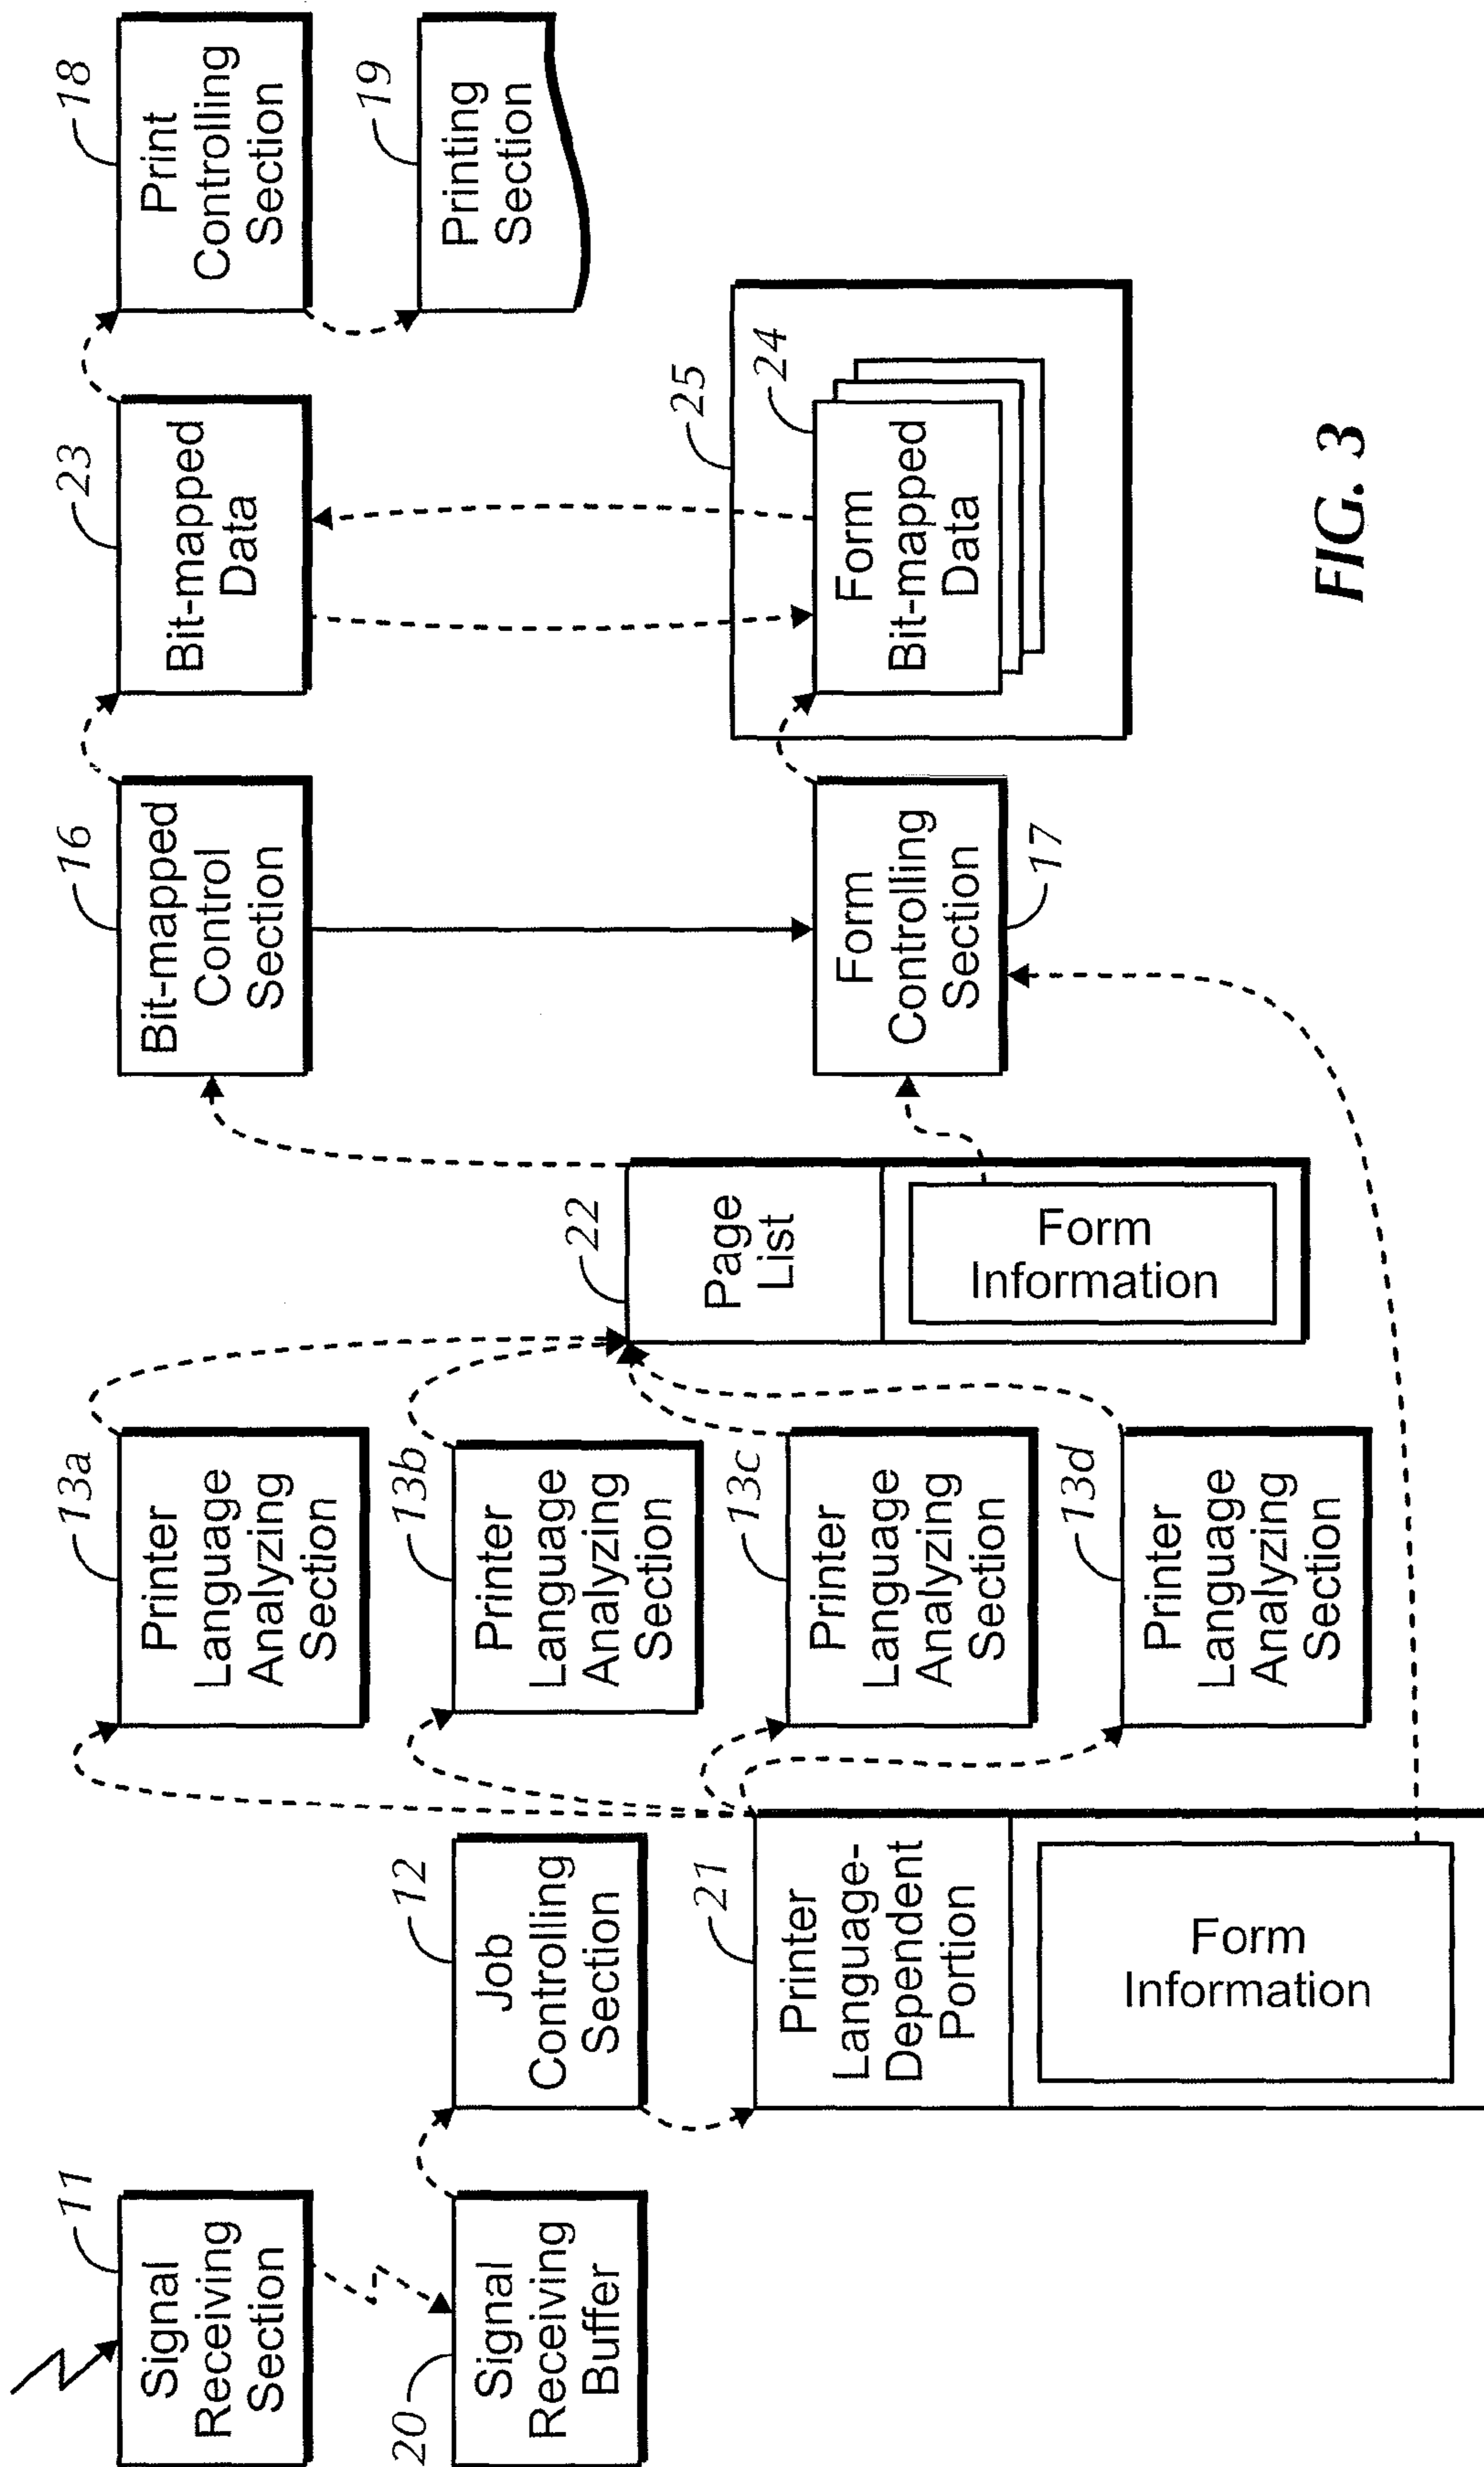 11
Signal
Receiving
Section
20
Signal
Receiving
Buffer
12
Job
Controlling
Section
21
Printer
Language-
Dependent
Portion
Form
Information
13a
Printer
Language
Analyzing
Section
13b
Printer
Language
Analyzing
Section
13c
Printer
Language
Analyzing
Section
13d
Printer
Language
Analyzing
Section
22
Page
List
Form
Information
16
Bit-mapped
Control
Section
Form
Controlling
Section
17
23
Bit-mapped
Data
25
24
Form
Bit-mapped
Data
18
Print
Controlling
Section
19
Printing
Section
FIG. 3